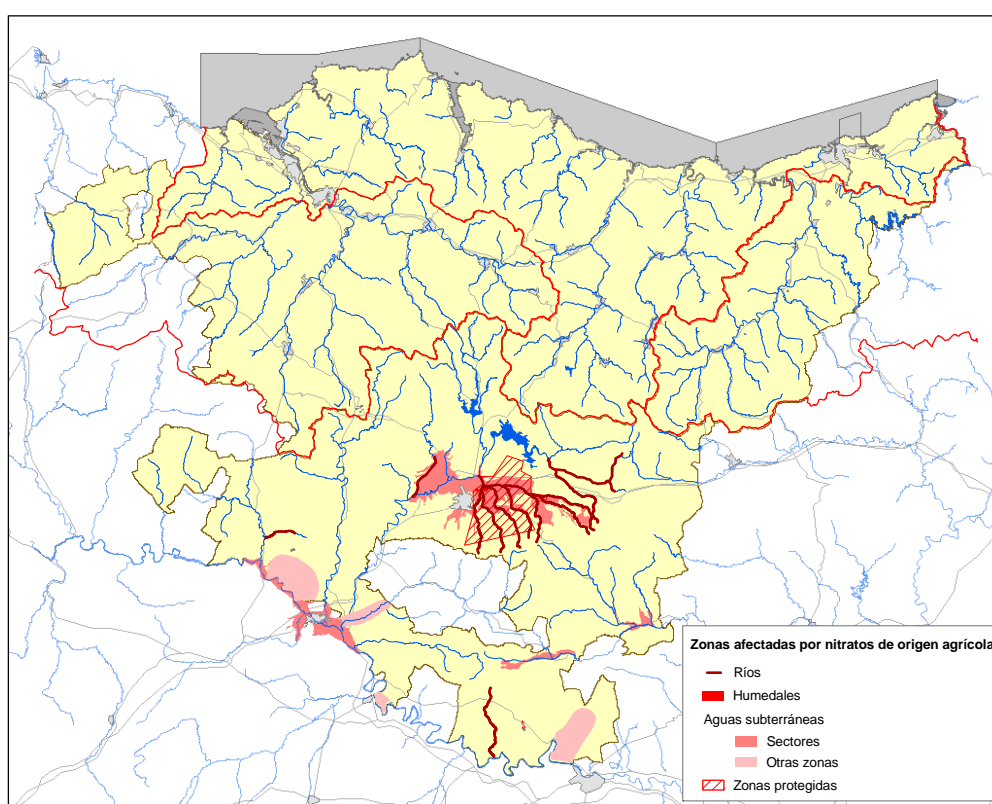 Zonas afectadas por nitratos de origen agrícola
Ríos
Humedales
Aguas subterráneas
Sectores
Otras zonas
Zonas protegidas